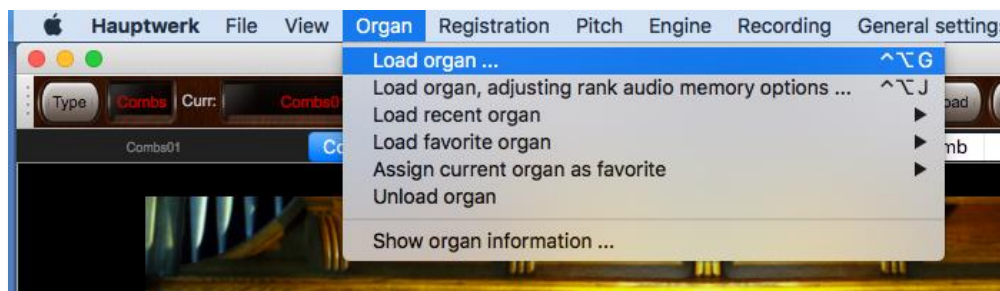 Hauptwerk File View Organ Registration Pitch Engine Recording General setting
Load organ ... ^⌥G
Type Combs Curr: Combs0
Load organ, adjusting rank audio memory options ... ^⌥J
Load recent organ ▶
Combs01
Load favorite organ ▶
Assign current organ as favorite ▶
Unload organ
Show organ information ...